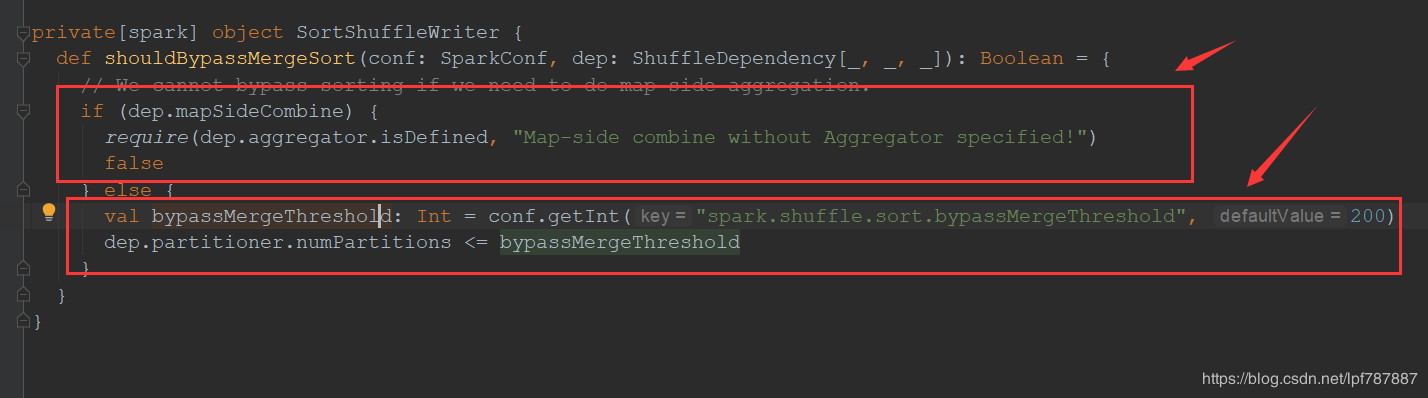 private[spark] object SortShuffleWriter {
def shouldBypassMergeSort(conf: SparkConf, dep: ShuffleDependency[_, _, _]): Boolean = {
// We cannot bypass sorting if we need to do map-side aggregation.
if (dep.mapSideCombine) {
require(dep.aggregator.isDefined, "Map-side combine without Aggregator specified!")
false
} else {
val bypassMergeThreshold: Int = conf.getInt( key = "spark.shuffle.sort.bypassMergeThreshold", defaultValue = 200)
dep.partitioner.numPartitions <= bypassMergeThreshold
}
}
}
https://blog.csdn.net/lpf787887